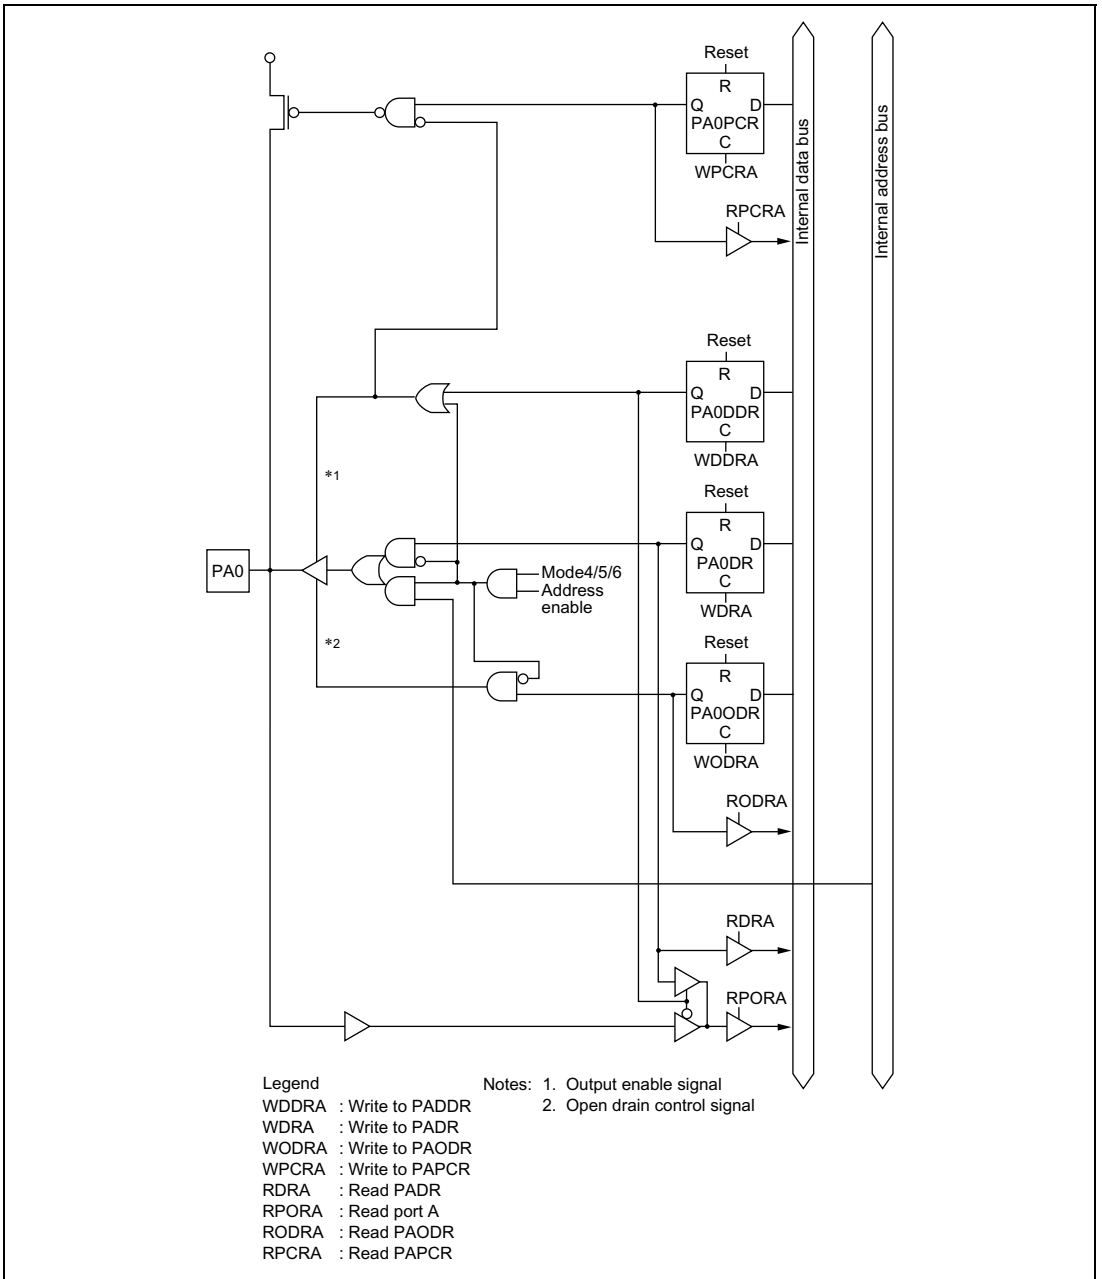 Reset
R
Q D
PA0PCR
C
WPCRA
RPCRA
Internal data bus
Internal address bus
Reset
R
Q D
PA0DDR
C
WDDRA
*1
Reset
R
Q D
PA0DR
C
WDRA
PA0
Mode4/5/6
Address
enable
*2
Reset
R
Q D
PA0ODR
C
WODRA
RODRA
RDRA
RPORA
Legend
WDDRA : Write to PADDR
WDRA : Write to PADR
WODRA : Write to PAODR
WPCRA : Write to PAPCR
RDRA : Read PADR
RPORA : Read port A
RODRA : Read PAODR
RPCRA : Read PAPCR
Notes: 1. Output enable signal
2. Open drain control signal